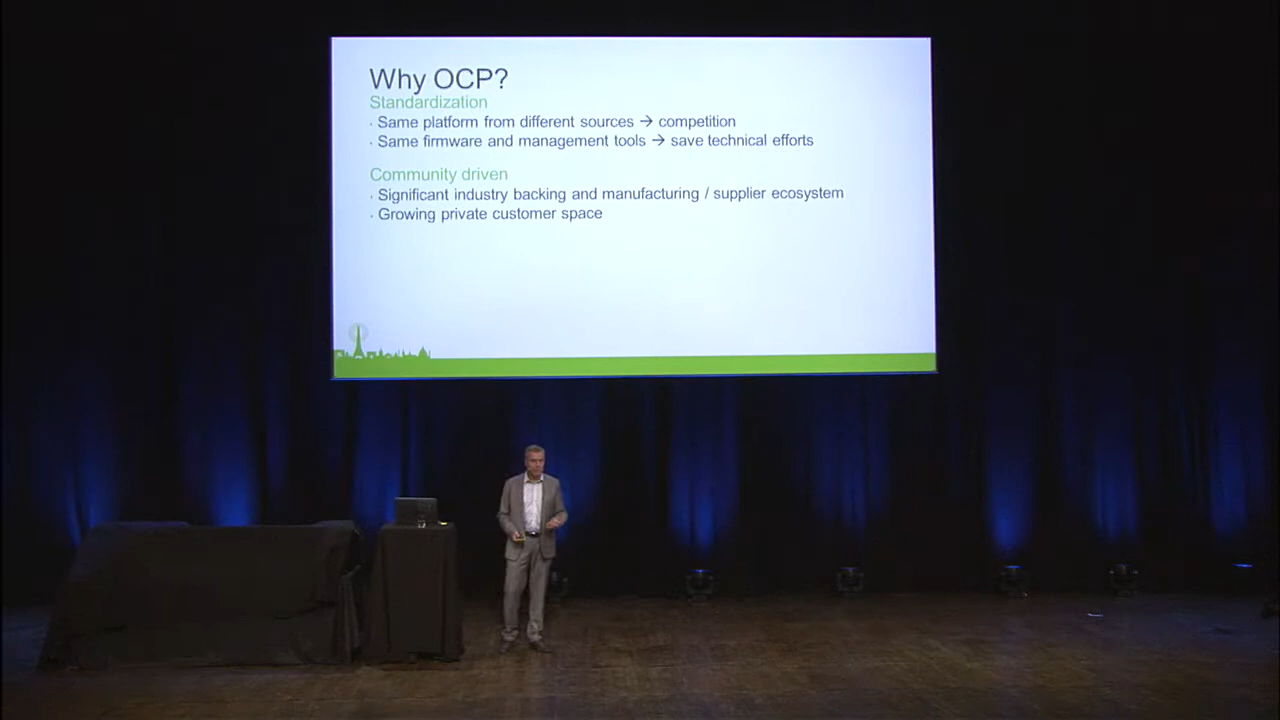 Why OCP?
Standardization
· Same platform from different sources → competition
· Same firmware and management tools → save technical efforts
Community driven
· Significant industry backing and manufacturing / supplier ecosystem
· Growing private customer space